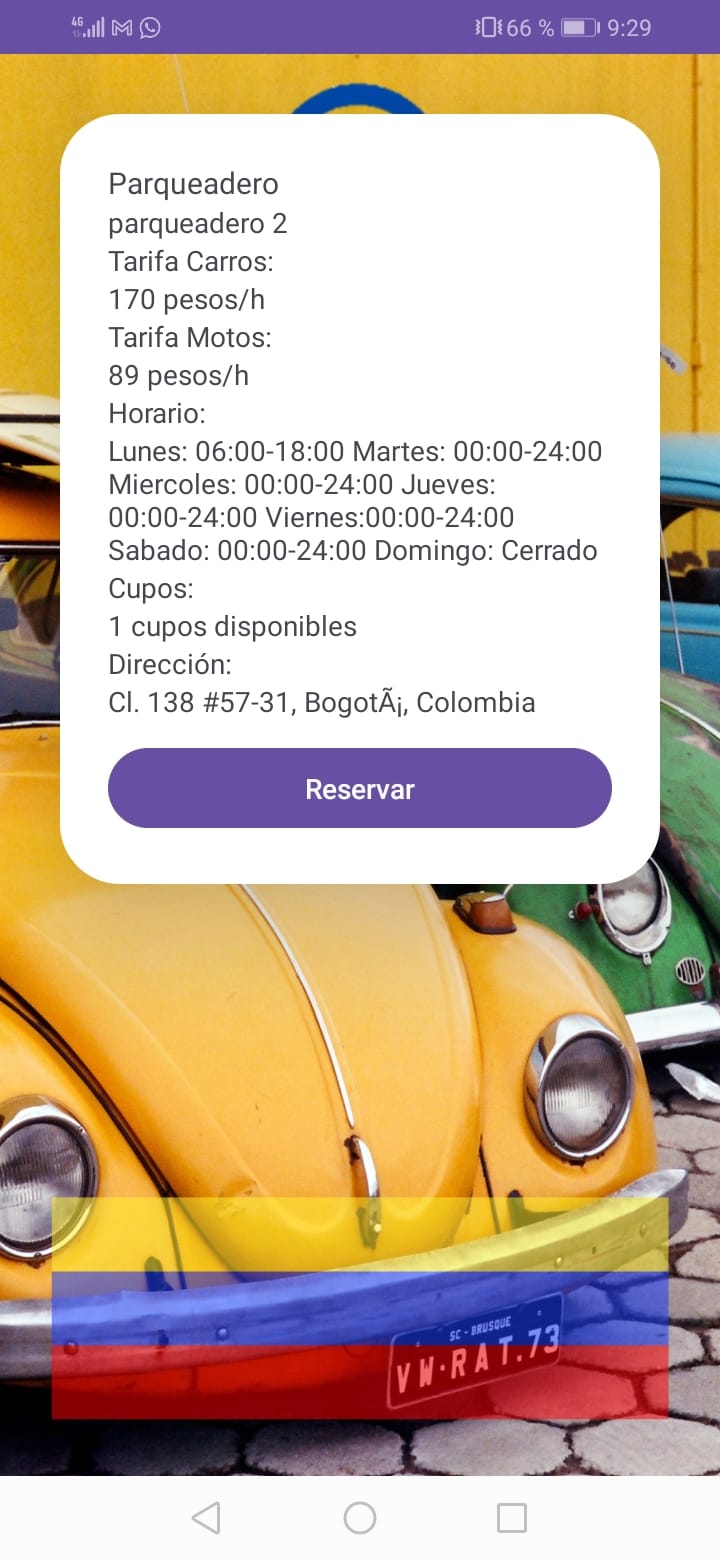 4G 66 % 9:29
Parqueadero
parqueadero 2
Tarifa Carros:
170 pesos/h
Tarifa Motos:
89 pesos/h
Horario:
Lunes: 06:00-18:00 Martes: 00:00-24:00
Miercoles: 00:00-24:00 Jueves:
00:00-24:00 Viernes:00:00-24:00
Sabado: 00:00-24:00 Domingo: Cerrado
Cupos:
1 cupos disponibles
Dirección:
Cl. 138 #57-31, BogotÃ¡, Colombia
Reservar
SC - BRUSQUE
VW·RAT.73